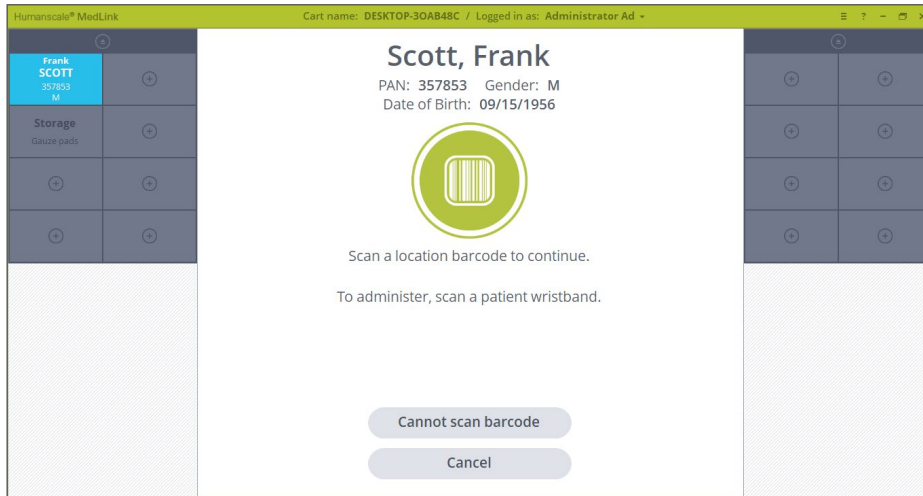 Humanscale® MedLink
Cart name: DESKTOP-3OAB48C / Logged in as: Administrator Ad
Frank
SCOTT
357853
M
Storage
Gauze pads
Scott, Frank
PAN: 357853 Gender: M
Date of Birth: 09/15/1956
Scan a location barcode to continue.
To administer, scan a patient wristband.
Cannot scan barcode
Cancel